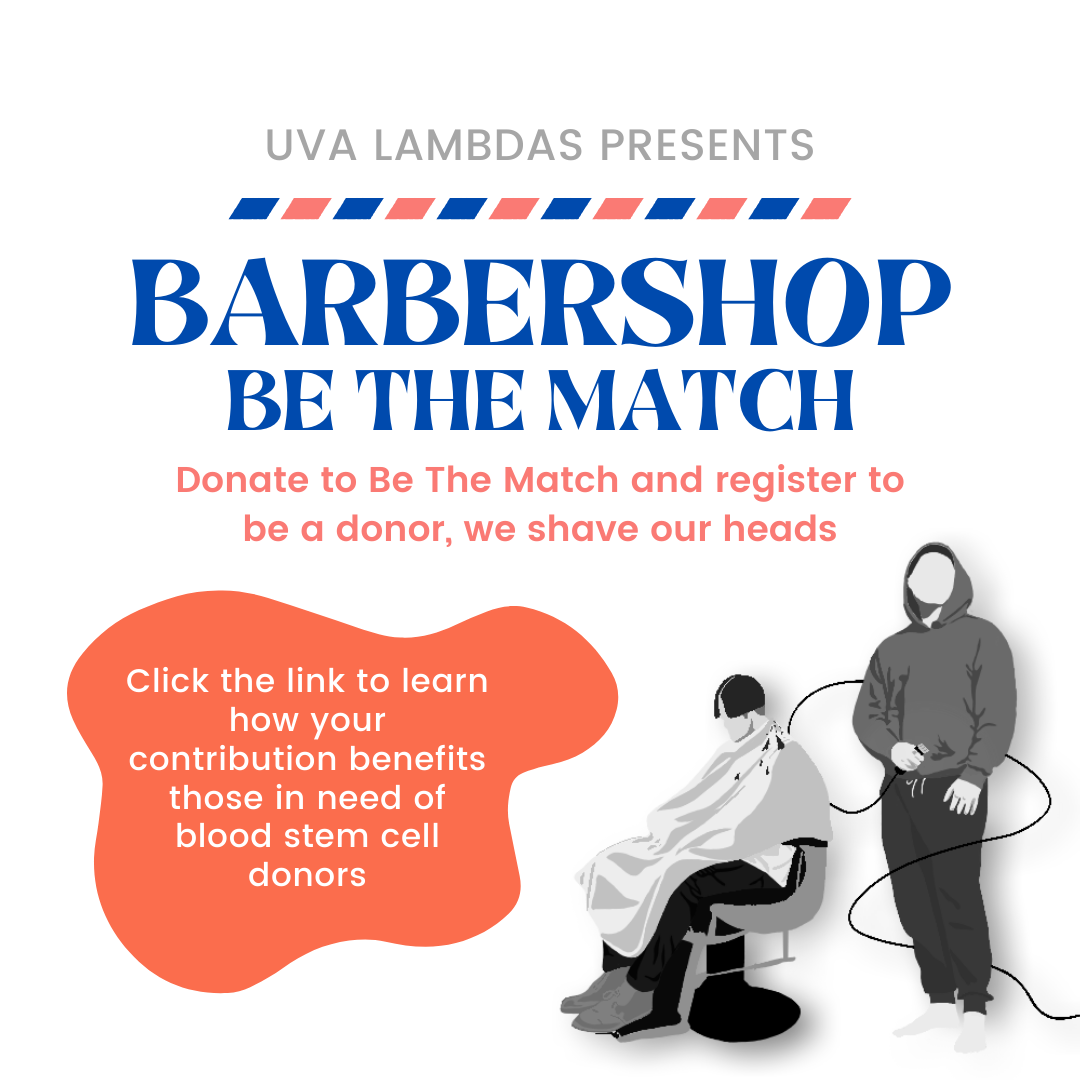 UVA LAMBDAS PRESENTS
BARBERSHOP
BE THE MATCH
Donate to Be The Match and register to
be a donor, we shave our heads
Click the link to learn
how your
contribution benefits
those in need of
blood stem cell
donors